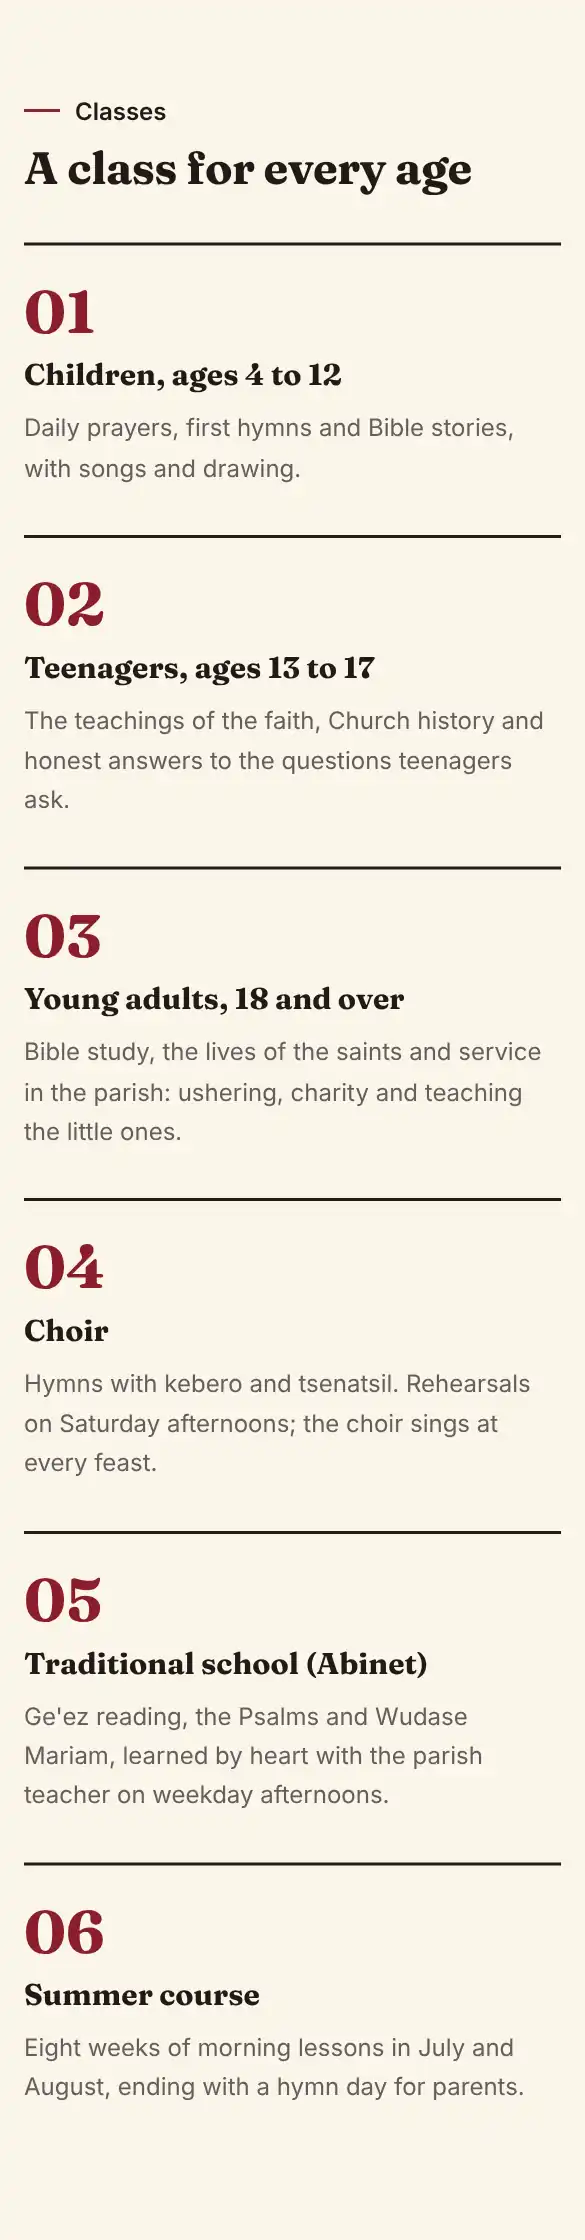 Classes
A class for every age
01
Children, ages 4 to 12
Daily prayers, first hymns and Bible stories,
with songs and drawing.
02
Teenagers, ages 13 to 17
The teachings of the faith, Church history and
honest answers to the questions teenagers
ask.
03
Young adults, 18 and over
Bible study, the lives of the saints and service
in the parish: ushering, charity and teaching
the little ones.
04
Choir
Hymns with kebero and tsenatsil. Rehearsals
on Saturday afternoons; the choir sings at
every feast.
05
Traditional school (Abinet)
Ge'ez reading, the Psalms and Wudase
Mariam, learned by heart with the parish
teacher on weekday afternoons.
06
Summer course
Eight weeks of morning lessons in July and
August, ending with a hymn day for parents.